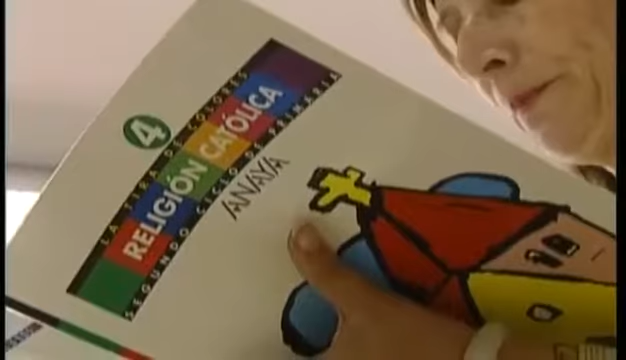 4
LA TIRA DE COLORES
RELIGIÓN CATÓLICA
SEGUNDO CICLO DE PRIMARIA
ANAYA